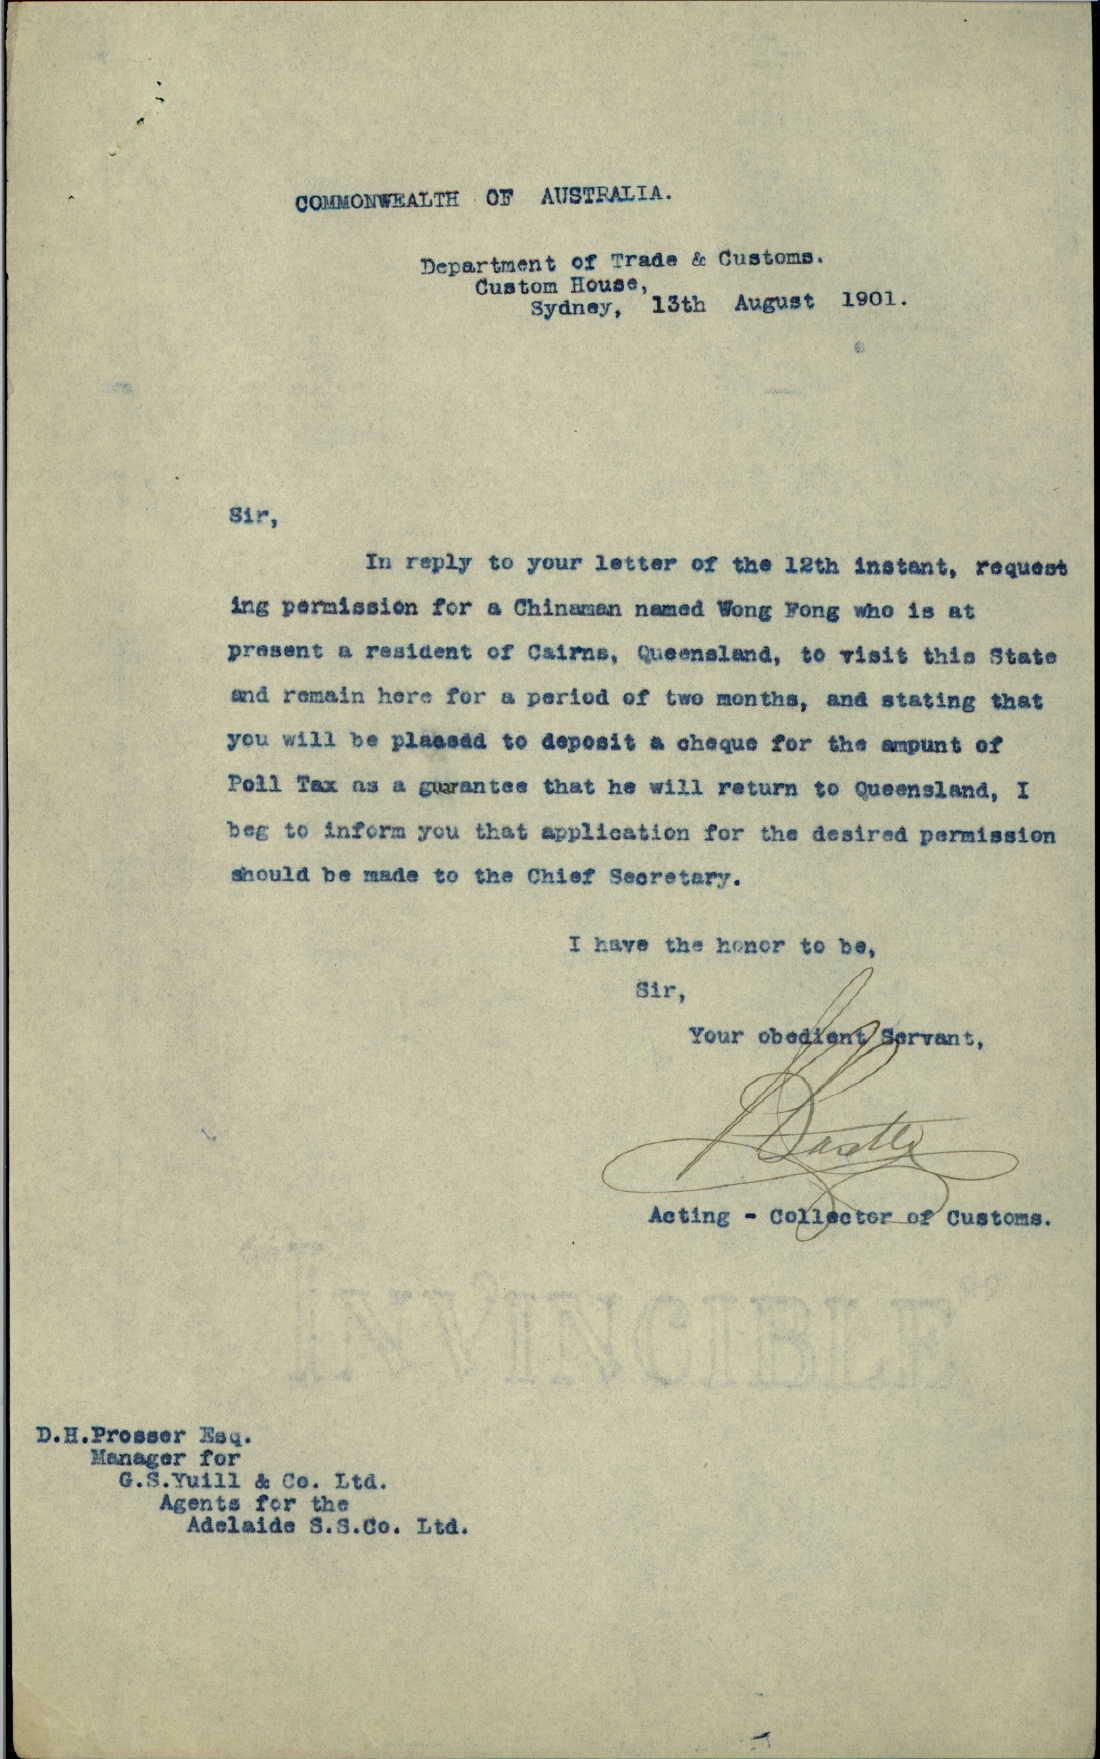 COMMONWEALTH OF AUSTRALIA.
Department of Trade & Customs.
Custom House,
Sydney, 13th August 1901.
Sir,
In reply to your letter of the 12th instant, request
ing permission for a Chinaman named Wong Fong who is at
present a resident of Cairns, Queensland, to visit this State
and remain here for a period of two months, and stating that
you will be to deposit a cheque for the ampunt of
Poll Tax as a guarantee that he will return to Queensland, I
beg to inform you that application for the desired permission
should be made to the Chief Secretary.
I have the honor to be,
Sir,
Your obedient Servant,
Acting - Collector of Customs.
INVINCIBLE
D.H.Prosser Esq.
Manager for
G.S.Yuill & Co. Ltd.
Agents for the
Adelaide S.S.Co. Ltd.